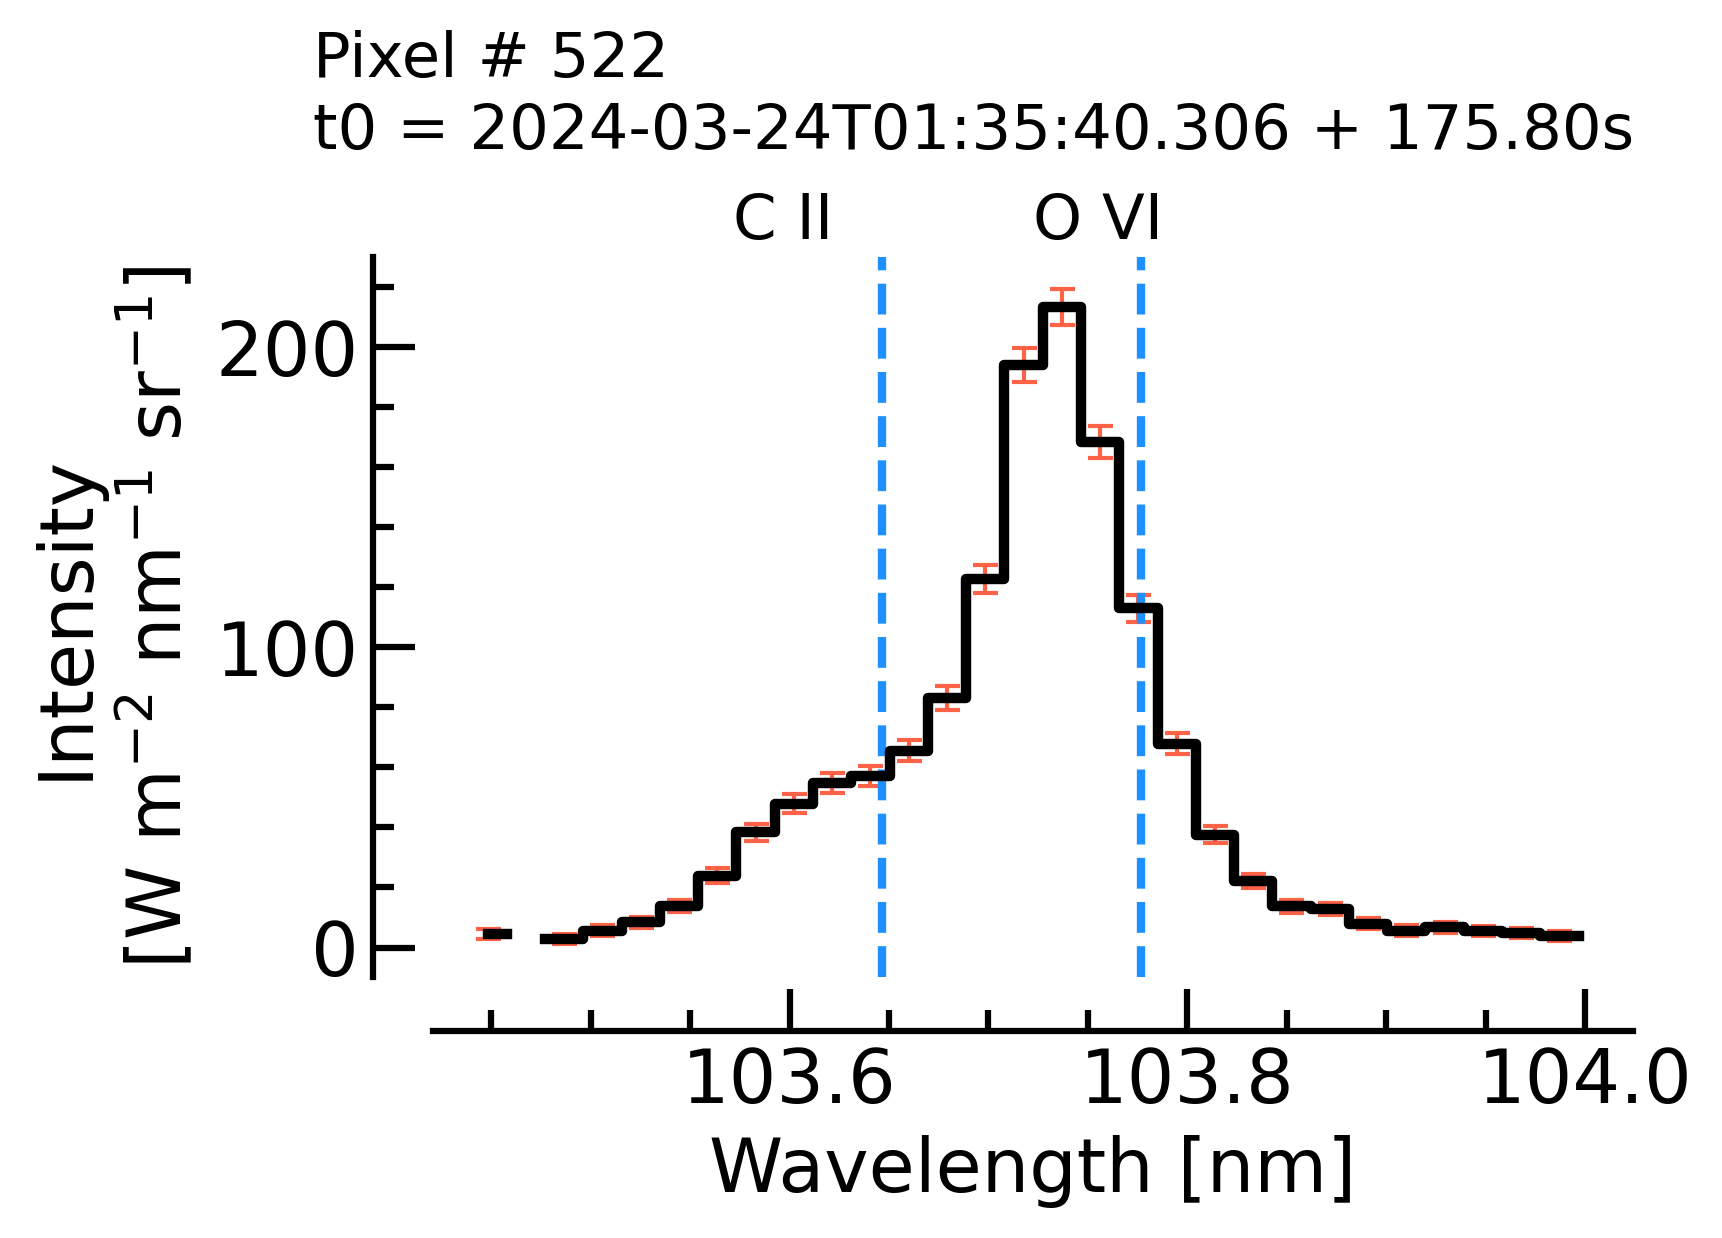 Pixel # 522
t0 = 2024-03-24T01:35:40.306 + 175.80s
C II O VI
Intensity
[W m⁻² nm⁻¹ sr⁻¹]
200
100
0
103.6 103.8 104.0
Wavelength [nm]